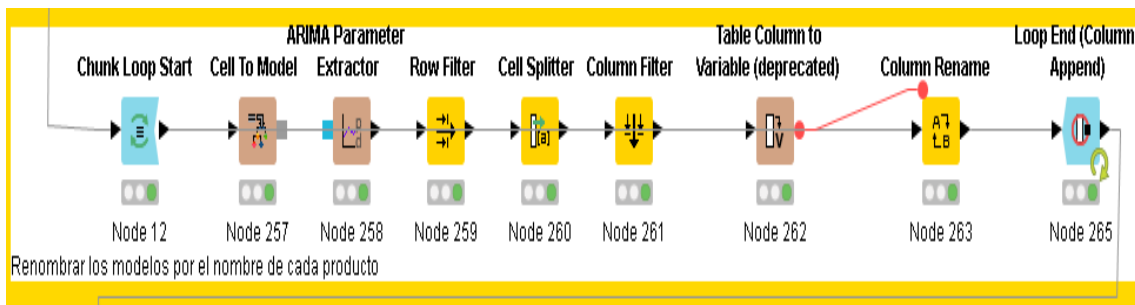 ARIMA Parameter Table Column to Loop End (Column
Chunk Loop Start Cell To Model Extractor Row Filter Cell Splitter Column Filter Variable (deprecated) Column Rename Append)
[a]
V
A
B
Node 12 Node 257 Node 258 Node 259 Node 260 Node 261 Node 262 Node 263 Node 265
Renombrar los modelos por el nombre de cada producto